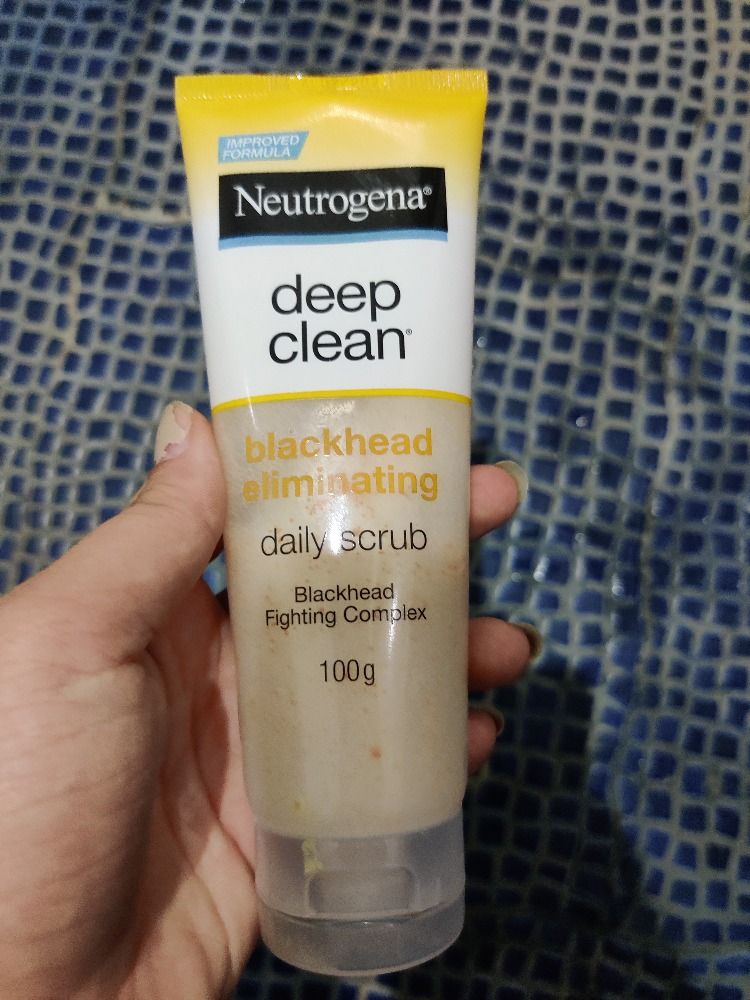 IMPROVED
FORMULA
Neutrogena®
deep
clean®
blackhead
eliminating
daily scrub
Blackhead
Fighting Complex
100g